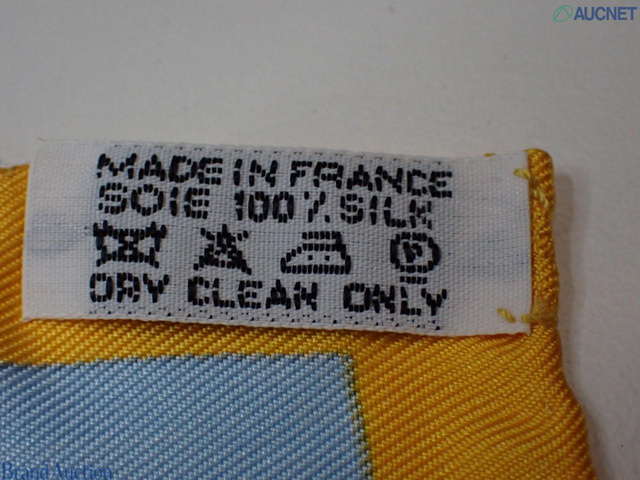 AUCNET
MADE IN FRANCE
SOIE 100% SILK
DRY CLEAN ONLY
Brand Auction